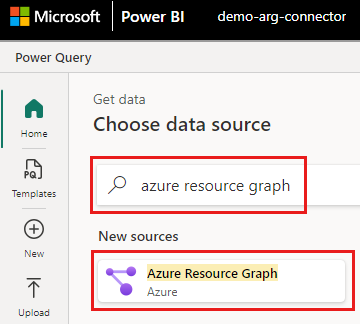 Microsoft Power BI demo-arg-connector
Power Query
Home
Templates
New
Upload
Get data
Choose data source
azure resource graph
New sources
Azure Resource Graph
Azure